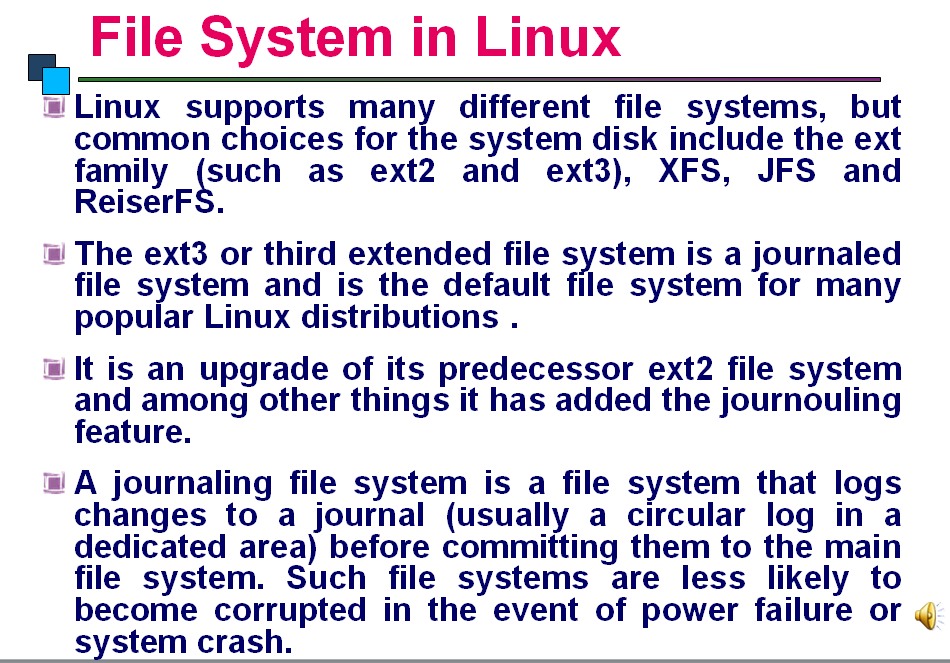 File System in Linux
Linux supports many different file systems, but
common choices for the system disk include the ext
family (such as ext2 and ext3), XFS, JFS and
ReiserFS.
The ext3 or third extended file system is a journaled
file system and is the default file system for many
popular Linux distributions .
It is an upgrade of its predecessor ext2 file system
and among other things it has added the journouling
feature.
A journaling file system is a file system that logs
changes to a journal (usually a circular log in a
dedicated area) before committing them to the main
file system. Such file systems are less likely to
become corrupted in the event of power failure or
system crash.